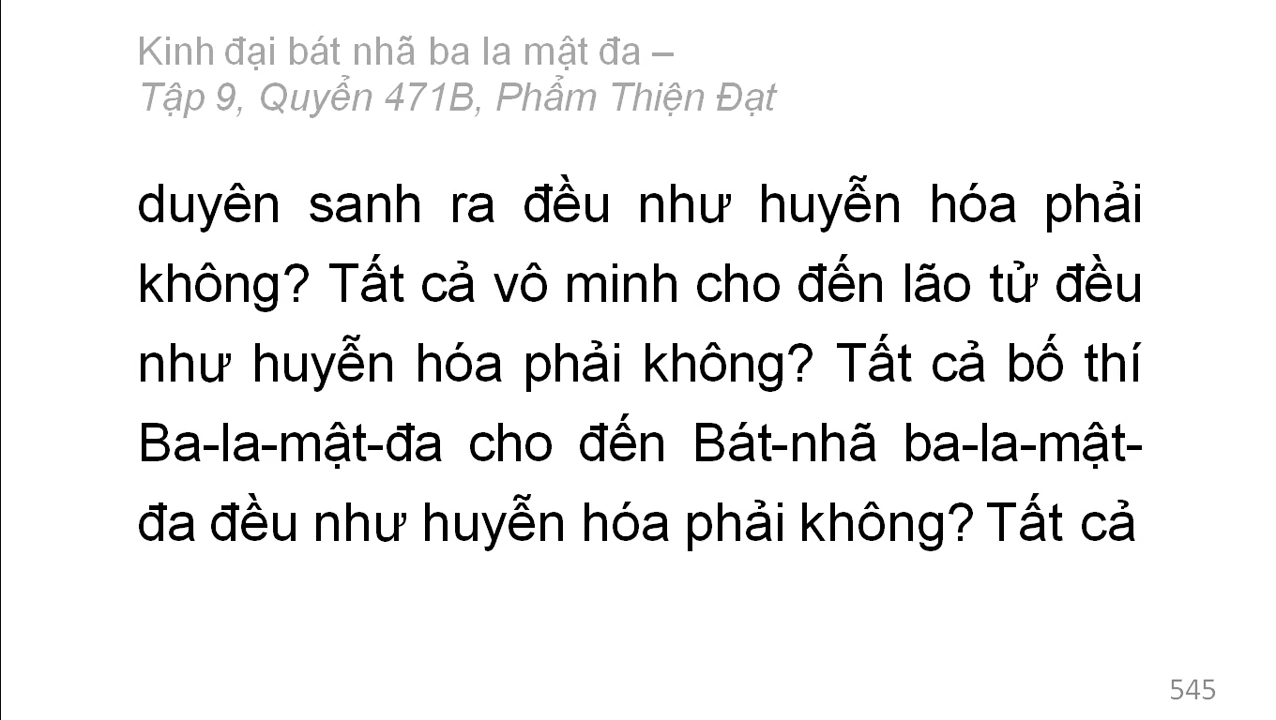 Kinh đại bát nhã ba la mật đa –
Tập 9, Quyển 471B, Phẩm Thiện Đạt
duyên sanh ra đều như huyễn hóa phải
không? Tất cả vô minh cho đến lão tử đều
như huyễn hóa phải không? Tất cả bố thí
Ba-la-mật-đa cho đến Bát-nhã ba-la-mật-
đa đều như huyễn hóa phải không? Tất cả
545